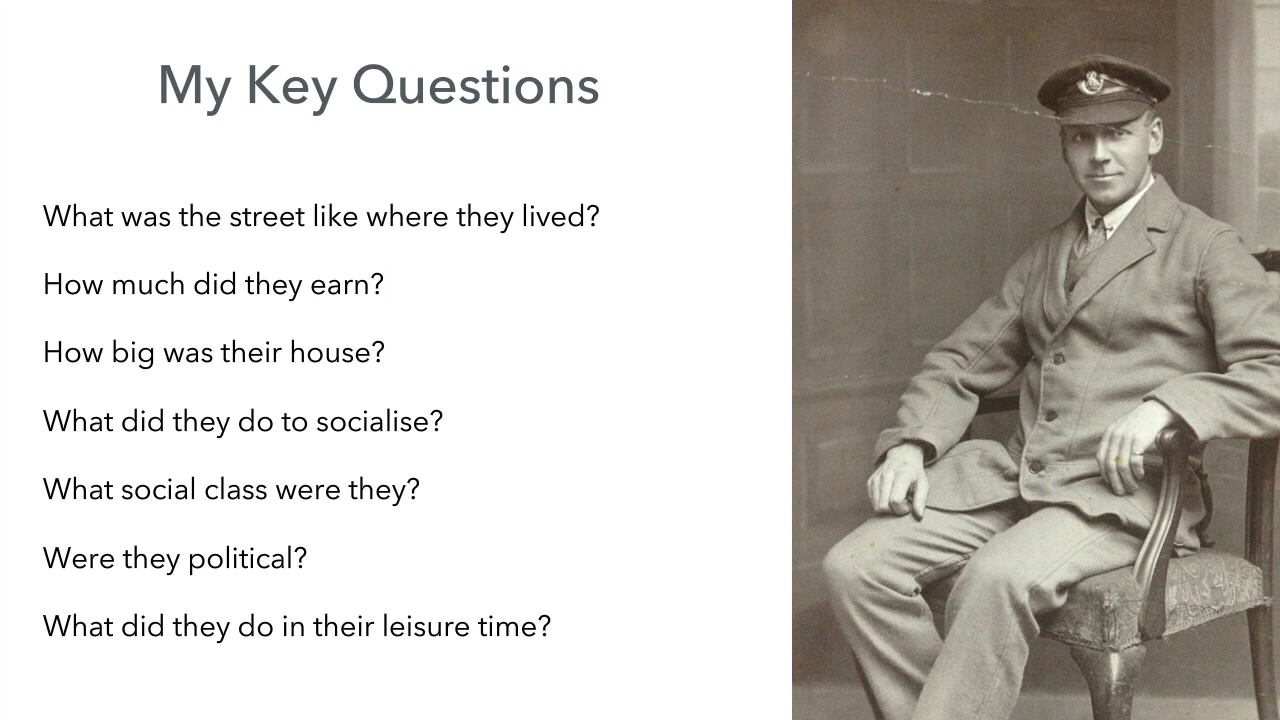 My Key Questions
What was the street like where they lived?
How much did they earn?
How big was their house?
What did they do to socialise?
What social class were they?
Were they political?
What did they do in their leisure time?